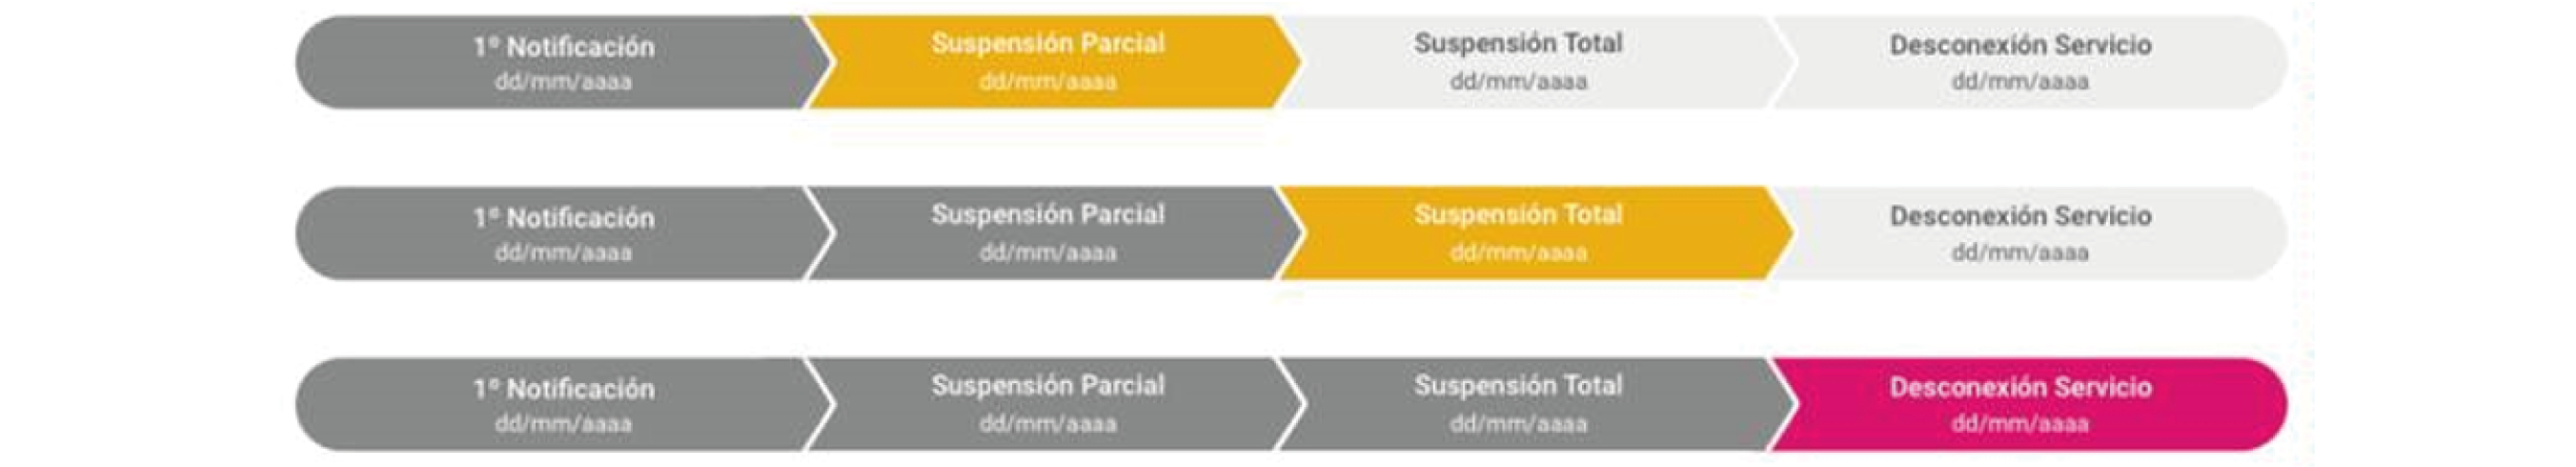 1º Notificación
dd/mm/aaaa
Suspensión Parcial
dd/mm/aaaa
Suspensión Total
dd/mm/aaaa
Desconexión Servicio
dd/mm/aaaa
1º Notificación
dd/mm/aaaa
Suspensión Parcial
dd/mm/aaaa
Suspensión Total
dd/mm/aaaa
Desconexión Servicio
dd/mm/aaaa
1º Notificación
dd/mm/aaaa
Suspensión Parcial
dd/mm/aaaa
Suspensión Total
dd/mm/aaaa
Desconexión Servicio
dd/mm/aaaa